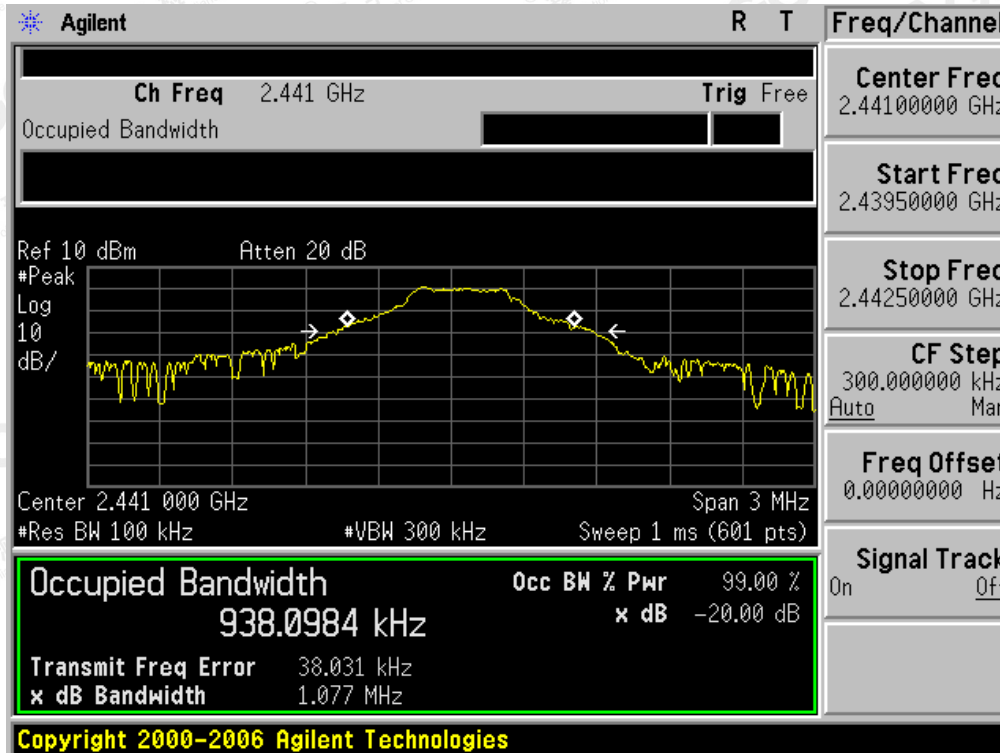 Agilent R T Freq/Channel
Ch Freq 2.441 GHz Trig Free
Occupied Bandwidth
Center Freq
2.44100000 GHz
Start Freq
2.43950000 GHz
Stop Freq
2.44250000 GHz
CF Step
300.000000 kHz
Auto Man
Freq Offset
0.00000000 Hz
Signal Track
On Off
Ref 10 dBm Atten 20 dB
#Peak
Log
10
dB/
Center 2.441 000 GHz Span 3 MHz
#Res BW 100 kHz #VBW 300 kHz Sweep 1 ms (601 pts)
Occupied Bandwidth Occ BW % Pwr 99.00 %
938.0984 kHz x dB -20.00 dB
Transmit Freq Error 38.031 kHz
x dB Bandwidth 1.077 MHz
Copyright 2000-2006 Agilent Technologies